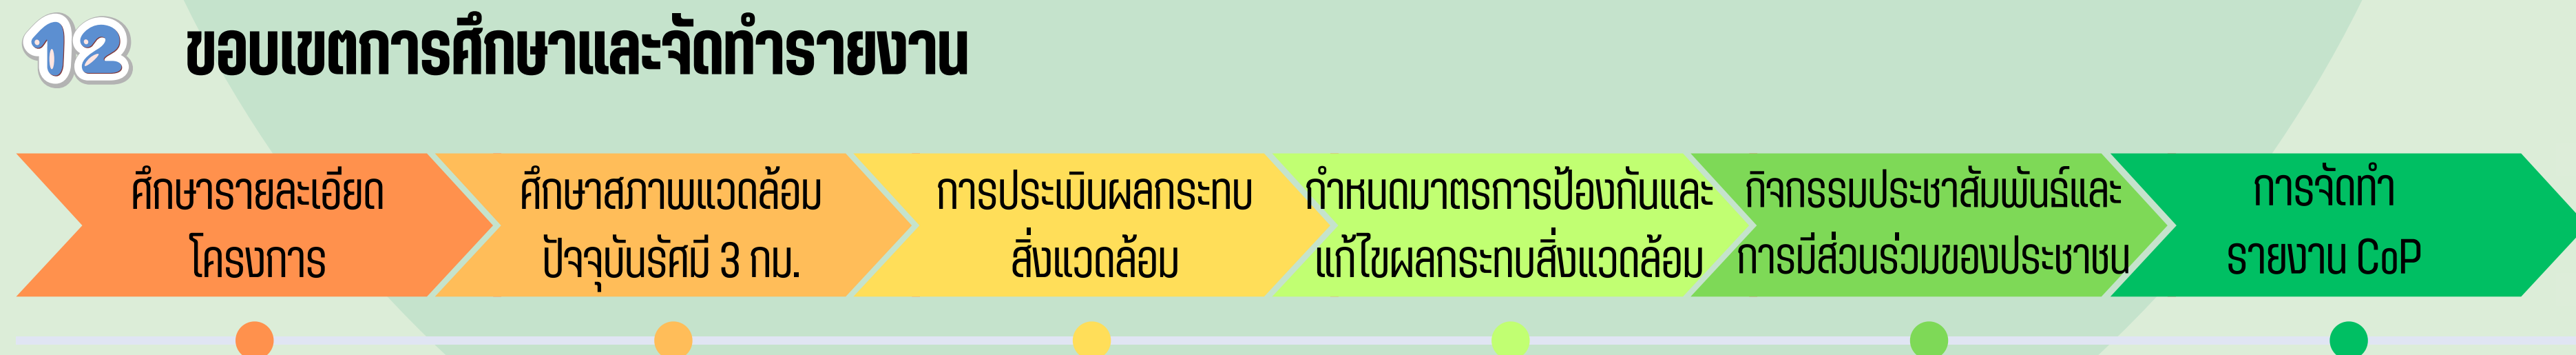 12 ขอบเขตการศึกษาและจัดทำรายงาน
ศึกษารายละเอียด
โครงการ
ศึกษาสภาพแวดล้อม
ปัจจุบันรัศมี 3 กม.
การประเมินผลกระทบ
สิ่งแวดล้อม
กำหนดมาตรการป้องกันและ
แก้ไขผลกระทบสิ่งแวดล้อม
กิจกรรมประชาสัมพันธ์และ
การมีส่วนร่วมของประชาชน
การจัดทำ
รายงาน CoP